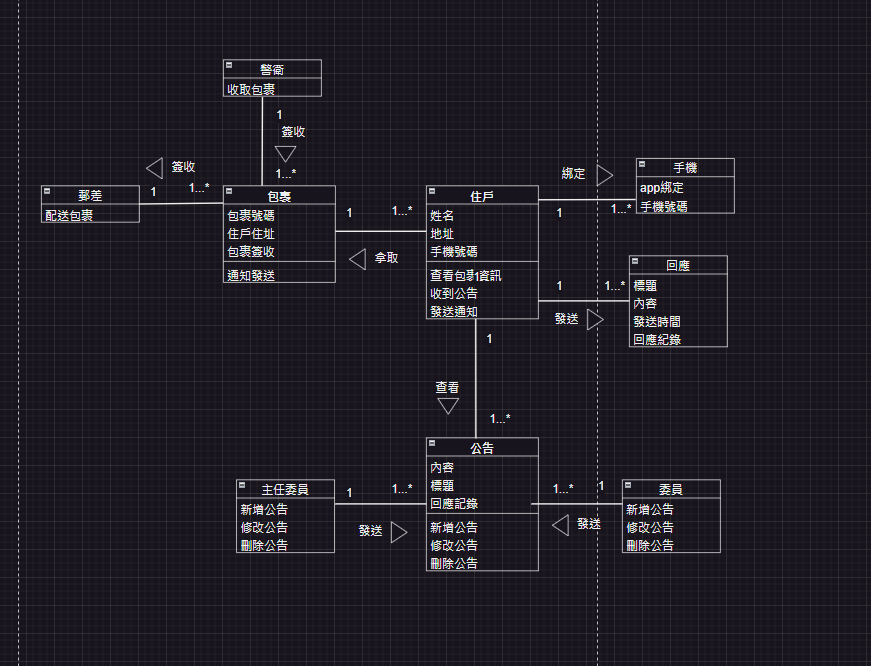 警衛
收取包裹
1
簽收
1...*
簽收
1
1...*
郵差
配送包裹
包裹
包裹號碼
住戶住址
包裹簽收
通知發送
1
1...*
拿取
住戶
姓名
地址
手機號碼
收到公告
發送通知
綁定
1
1...*
手機
app綁定
手機號碼
1
1...*
發送
回應
標題
內容
發送時間
回應紀錄
1
查看
1...*
公告
內容
標題
回應記錄
新增公告
修改公告
刪除公告
主任委員
新增公告
修改公告
刪除公告
1
1...*
發送
1...*
1
發送
委員
新增公告
修改公告
刪除公告